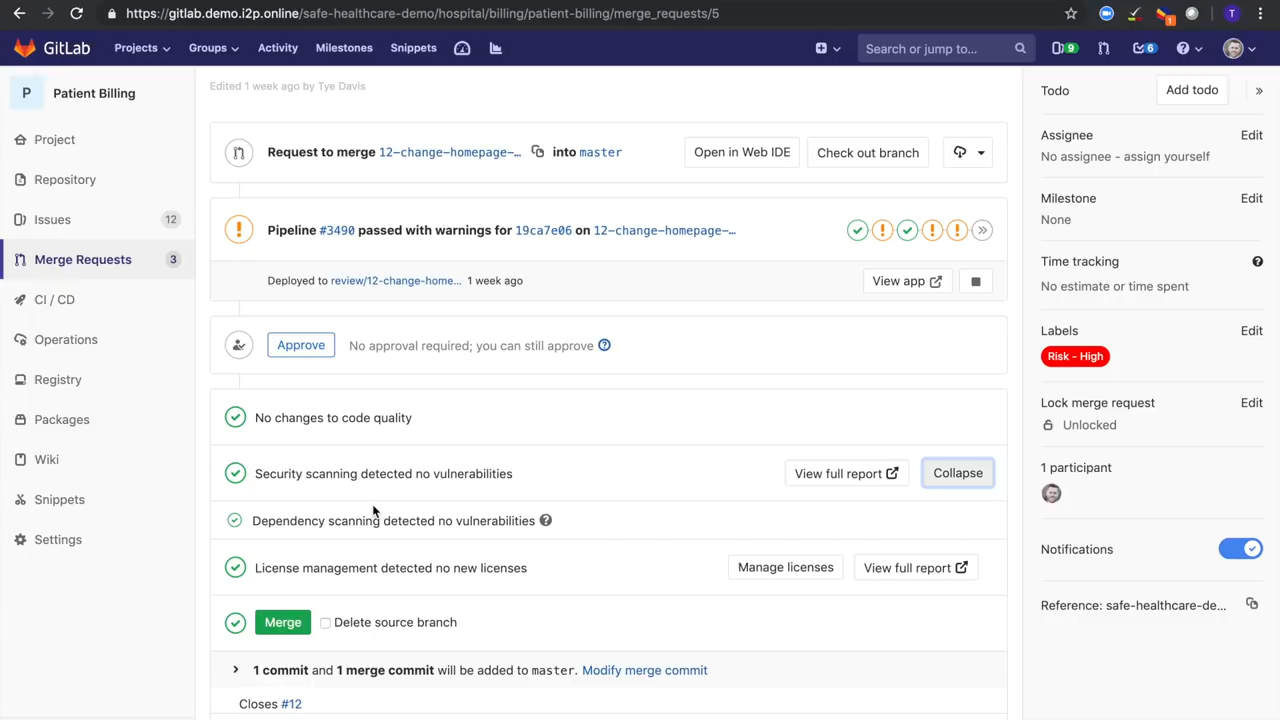 https://gitlab.demo.i2p.online/safe-healthcare-demo/hospital/billing/patient-billing/merge_requests/5
T
GitLab Projects Groups Activity Milestones Snippets Search or jump to... 9 6
P Patient Billing
Project
Repository
Issues 12
Merge Requests 3
CI / CD
Operations
Registry
Packages
Wiki
Snippets
Settings
Edited 1 week ago by Tye Davis
Request to merge 12-change-homepage-... into master Open in Web IDE Check out branch
Pipeline #3490 passed with warnings for 19ca7e06 on 12-change-homepage-...
Deployed to review/12-change-home... 1 week ago View app
Approve No approval required; you can still approve
No changes to code quality
Security scanning detected no vulnerabilities View full report Collapse
Dependency scanning detected no vulnerabilities
License management detected no new licenses Manage licenses View full report
Merge Delete source branch
1 commit and 1 merge commit will be added to master. Modify merge commit
Closes #12
Todo Add todo
Assignee Edit
No assignee - assign yourself
Milestone Edit
None
Time tracking
No estimate or time spent
Labels Edit
Risk - High
Lock merge request Edit
Unlocked
1 participant
Notifications
Reference: safe-healthcare-de...